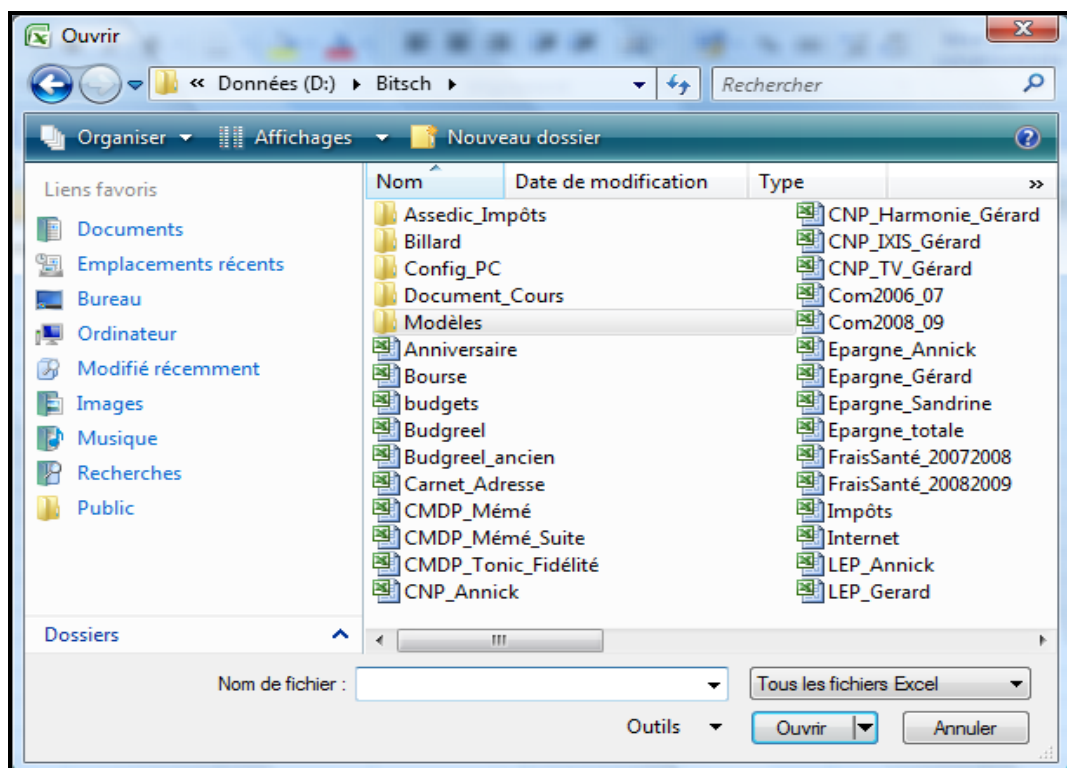 Ouvrir
« Données (D:) Bitsch
Rechercher
Organiser Affichages Nouveau dossier
Liens favoris
Documents
Emplacements récents
Bureau
Ordinateur
Modifié récemment
Images
Musique
Recherches
Public
Dossiers
Nom Date de modification Type »
Assedic_Impôts
Billard
Config_PC
Document_Cours
Modèles
Anniversaire
Bourse
budgets
Budgreel
Budgreel_ancien
Carnet_Adresse
CMDP_Mémé
CMDP_Mémé_Suite
CMDP_Tonic_Fidélité
CNP_Annick
CNP_Harmonie_Gérard
CNP_IXIS_Gérard
CNP_TV_Gérard
Com2006_07
Com2008_09
Epargne_Annick
Epargne_Gérard
Epargne_Sandrine
Epargne_totale
FraisSanté_20072008
FraisSanté_20082009
Impôts
Internet
LEP_Annick
LEP_Gerard
Nom de fichier :
Tous les fichiers Excel
Outils Ouvrir Annuler